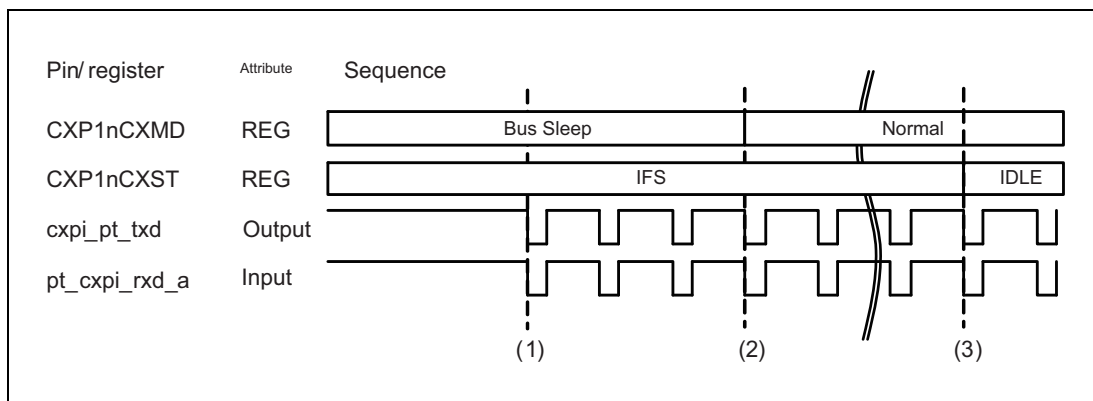 Pin/ register Attribute Sequence
CXP1nCXMD REG Bus Sleep Normal
CXP1nCXST REG IFS IDLE
cxpi_pt_txd Output
pt_cxpi_rxd_a Input
(1) (2) (3)